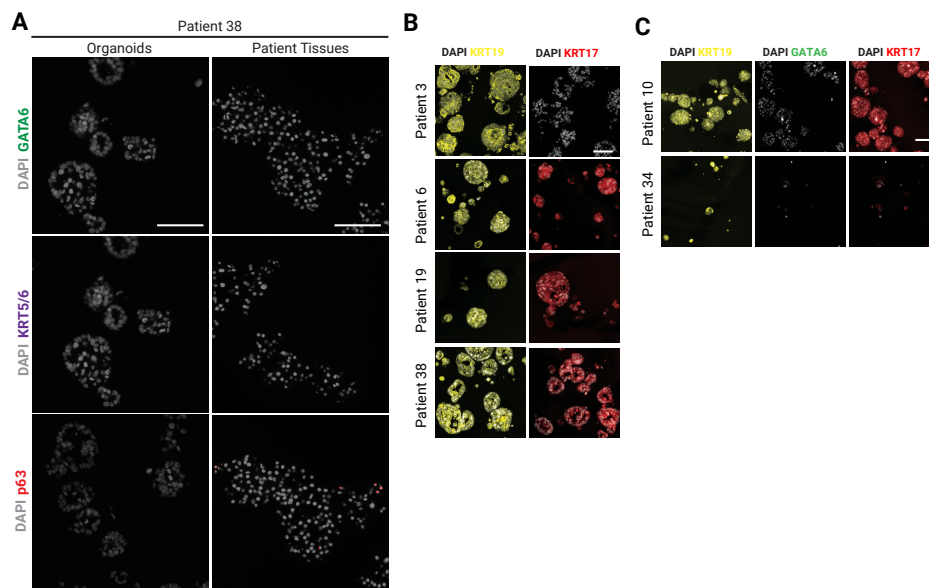 A
Patient 38
Organoids
Patient Tissues
DAPI GATA6
DAPI KRT5/6
DAPI p63
B
DAPI KRT19
DAPI KRT17
Patient 3
Patient 6
Patient 19
Patient 38
C
DAPI KRT19
DAPI GATA6
DAPI KRT17
Patient 10
Patient 34